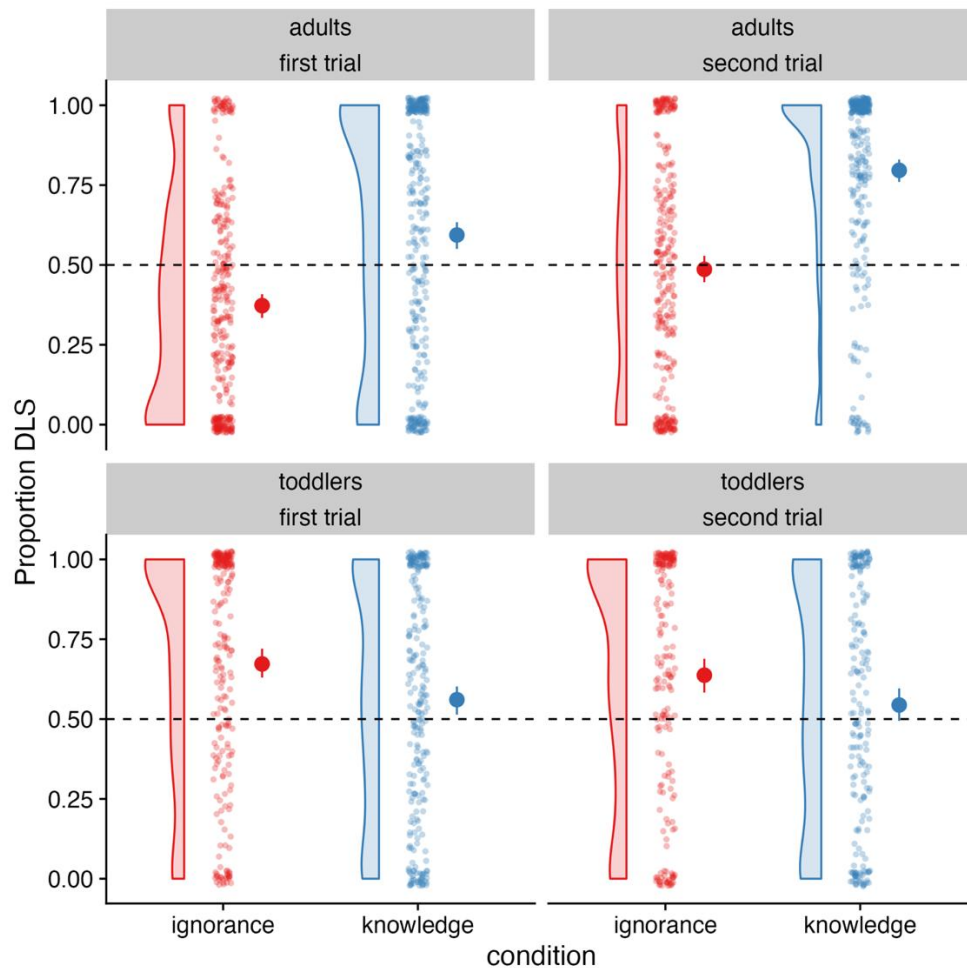 adults
first trial
adults
second trial
1.00
0.75
0.50
0.25
0.00
Proportion DLS
toddlers
first trial
toddlers
second trial
1.00
0.75
0.50
0.25
0.00
ignorance
knowledge
ignorance
knowledge
condition